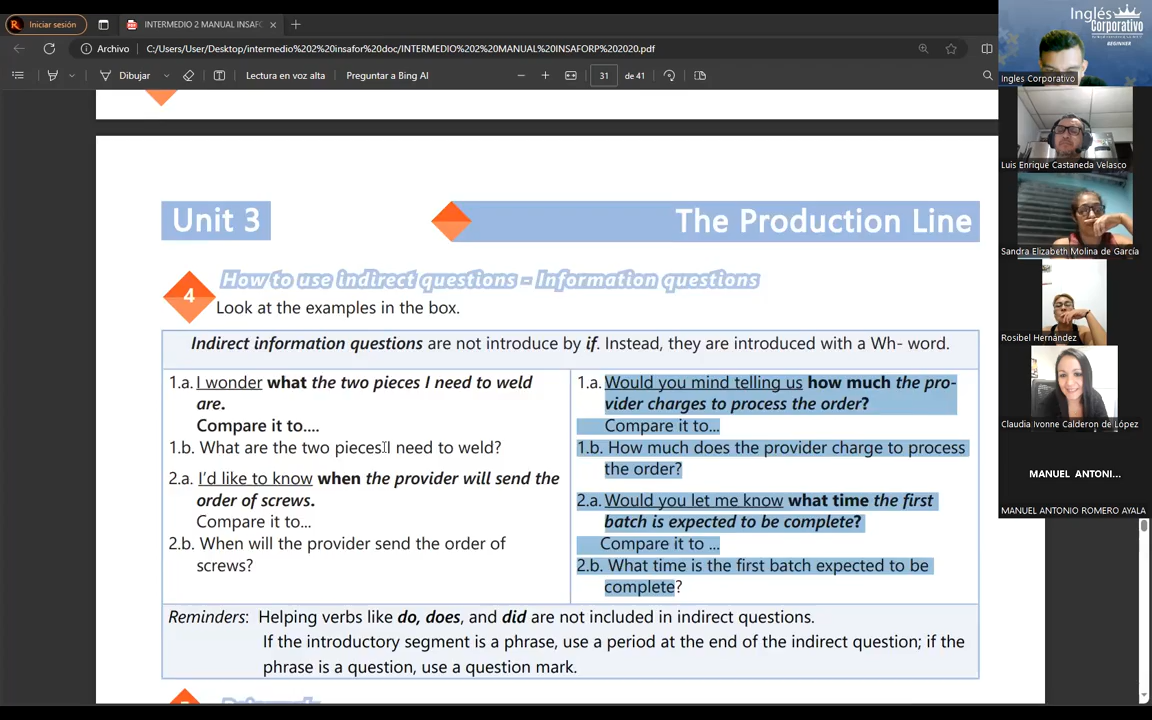 Iniciar sesión
INTERMEDIO 2 MANUAL INSAFO
Archivo
C:/Users/User/Desktop/intermedio%202%20insafor%20doc/INTERMEDIO%202%20MANUAL%20INSAFORP%202020.pdf
Dibujar
Lectura en voz alta
Preguntar a Bing AI
31
de 41
Unit 3
The Production Line
4
How to use indirect questions - Information questions
Look at the examples in the box.
Indirect information questions are not introduce by if. Instead, they are introduced with a Wh- word.
1.a. I wonder what the two pieces I need to weld
are.
Compare it to....
1.b. What are the two pieces I need to weld?
2.a. I'd like to know when the provider will send the
order of screws.
Compare it to...
2.b. When will the provider send the order of
screws?
1.a. Would you mind telling us how much the pro-
vider charges to process the order?
Compare it to...
1.b. How much does the provider charge to process
the order?
2.a. Would you let me know what time the first
batch is expected to be complete?
Compare it to ...
2.b. What time is the first batch expected to be
complete?
Reminders: Helping verbs like do, does, and did are not included in indirect questions.
If the introductory segment is a phrase, use a period at the end of the indirect question; if the
phrase is a question, use a question mark.
Inglés
Corporativo
BEGINNER
Ingles Corporativo
Luis Enrique Castaneda Velasco
Sandra Elizabeth Molina de García
Rosibel Hernández
Claudia Ivonne Calderon de López
MANUEL ANTONI...
MANUEL ANTONIO ROMERO AYALA